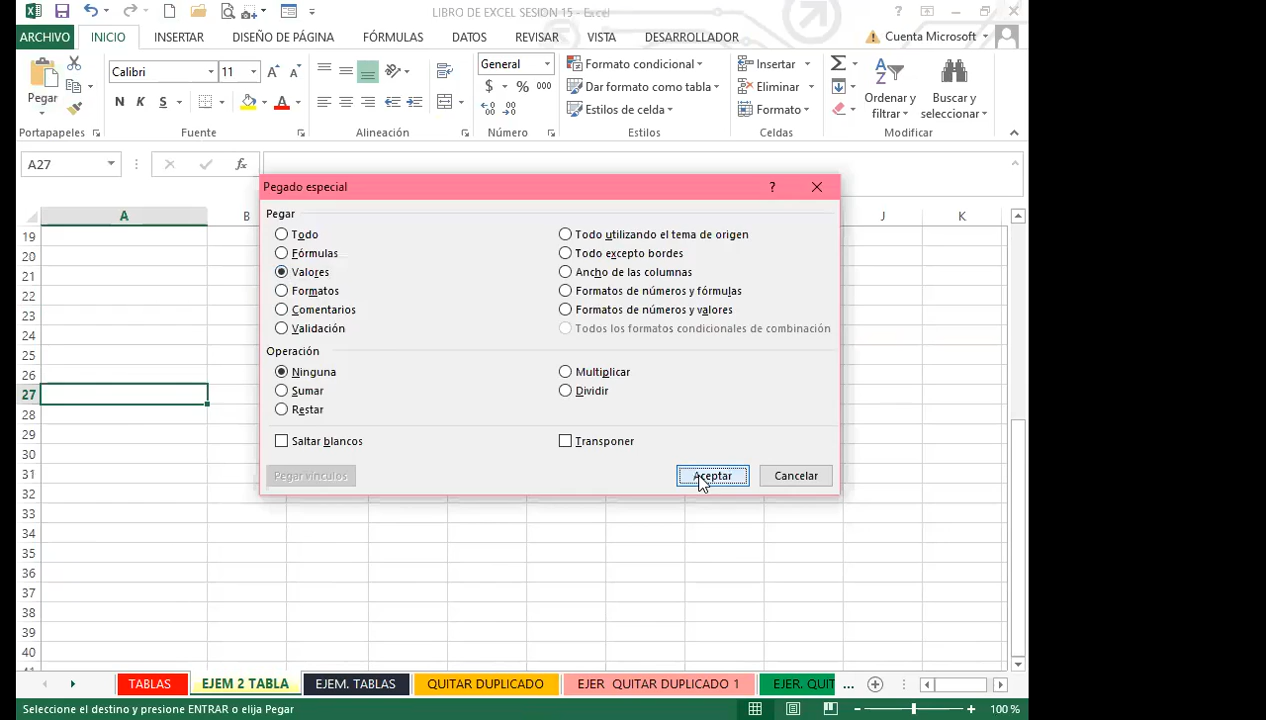 LIBRO DE EXCEL SESION 15 - Excel
?
ARCHIVO INICIO INSERTAR DISEÑO DE PÁGINA FÓRMULAS DATOS REVISAR VISTA DESARROLLADOR Cuenta Microsoft
Pegar
Calibri 11
N K S
General
$ % 000
Formato condicional
Dar formato como tabla
Estilos de celda
Insertar
Eliminar
Formato
Ordenar y filtrar
Buscar y seleccionar
Portapapeles Fuente Alineación Número Estilos Celdas Modificar
A27 fx
Pegado especial ?
Pegar
Todo Todo utilizando el tema de origen
Fórmulas Todo excepto bordes
Valores Ancho de las columnas
Formatos Formatos de números y fórmulas
Comentarios Formatos de números y valores
Validación Todos los formatos condicionales de combinación
Operación
Ninguna Multiplicar
Sumar Dividir
Restar
Saltar blancos Transponer
Pegar vínculos Aceptar Cancelar
A B J K
19
20
21
22
23
24
25
26
27
28
29
30
31
32
33
34
35
36
37
38
39
40
TABLAS EJEM 2 TABLA EJEM. TABLAS QUITAR DUPLICADO EJER QUITAR DUPLICADO 1 EJER. QUIT ...
Seleccione el destino y presione ENTRAR o elija Pegar 100 %